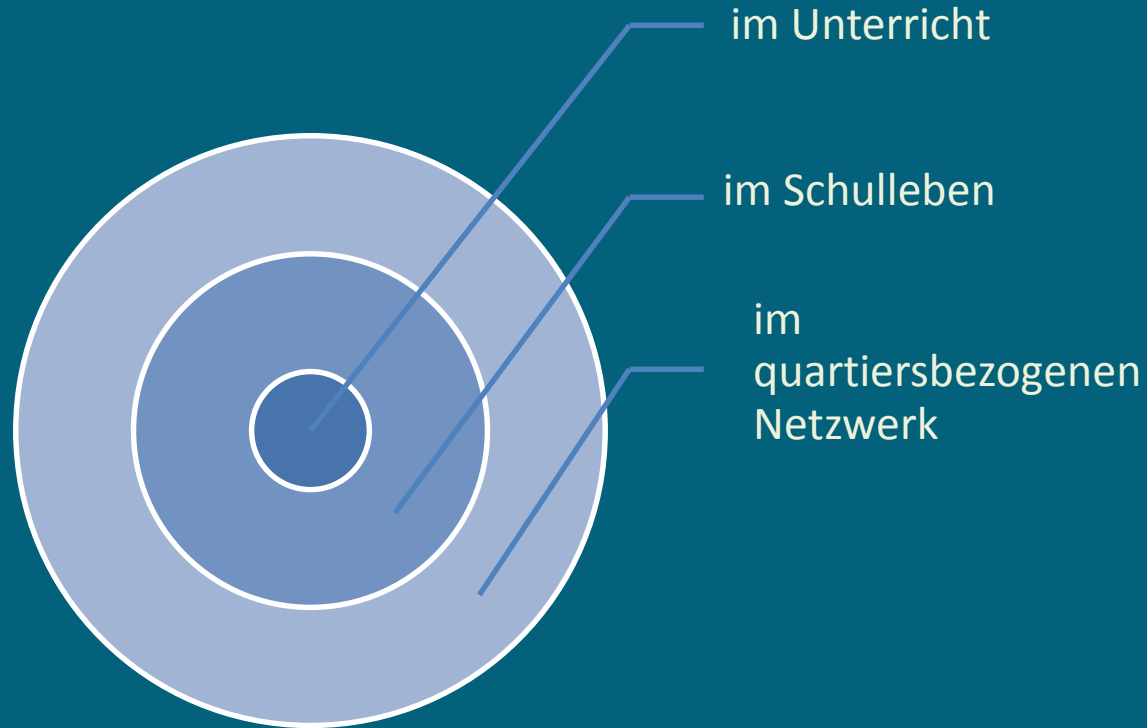 im Unterricht
im Schulleben
im
quartiersbezogenen
Netzwerk